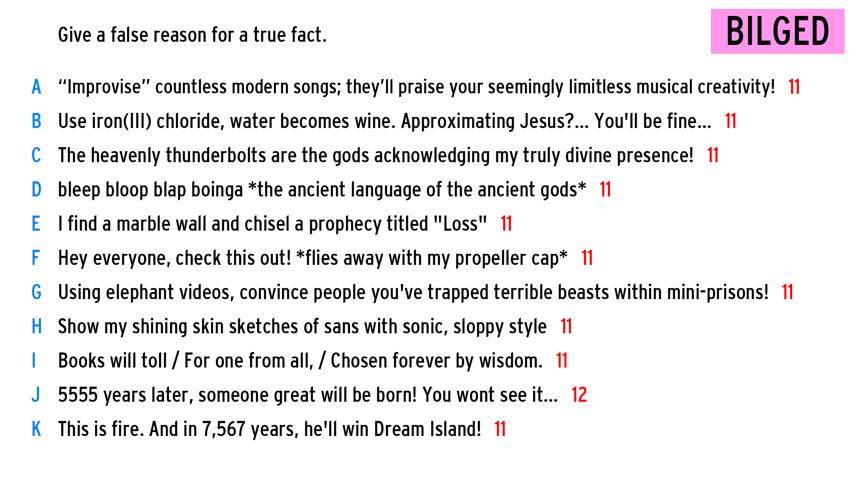 Give a false reason for a true fact.
BILGED
A “Improvise” countless modern songs; they’ll praise your seemingly limitless musical creativity! 11
B Use iron(III) chloride, water becomes wine. Approximating Jesus?... You'll be fine... 11
C The heavenly thunderbolts are the gods acknowledging my truly divine presence! 11
D bleep bloop blap boinga *the ancient language of the ancient gods* 11
E I find a marble wall and chisel a prophecy titled "Loss" 11
F Hey everyone, check this out! *flies away with my propeller cap* 11
G Using elephant videos, convince people you've trapped terrible beasts within mini-prisons! 11
H Show my shining skin sketches of sans with sonic, sloppy style 11
I Books will toll / For one from all, / Chosen forever by wisdom. 11
J 5555 years later, someone great will be born! You wont see it... 12
K This is fire. And in 7,567 years, he'll win Dream Island! 11